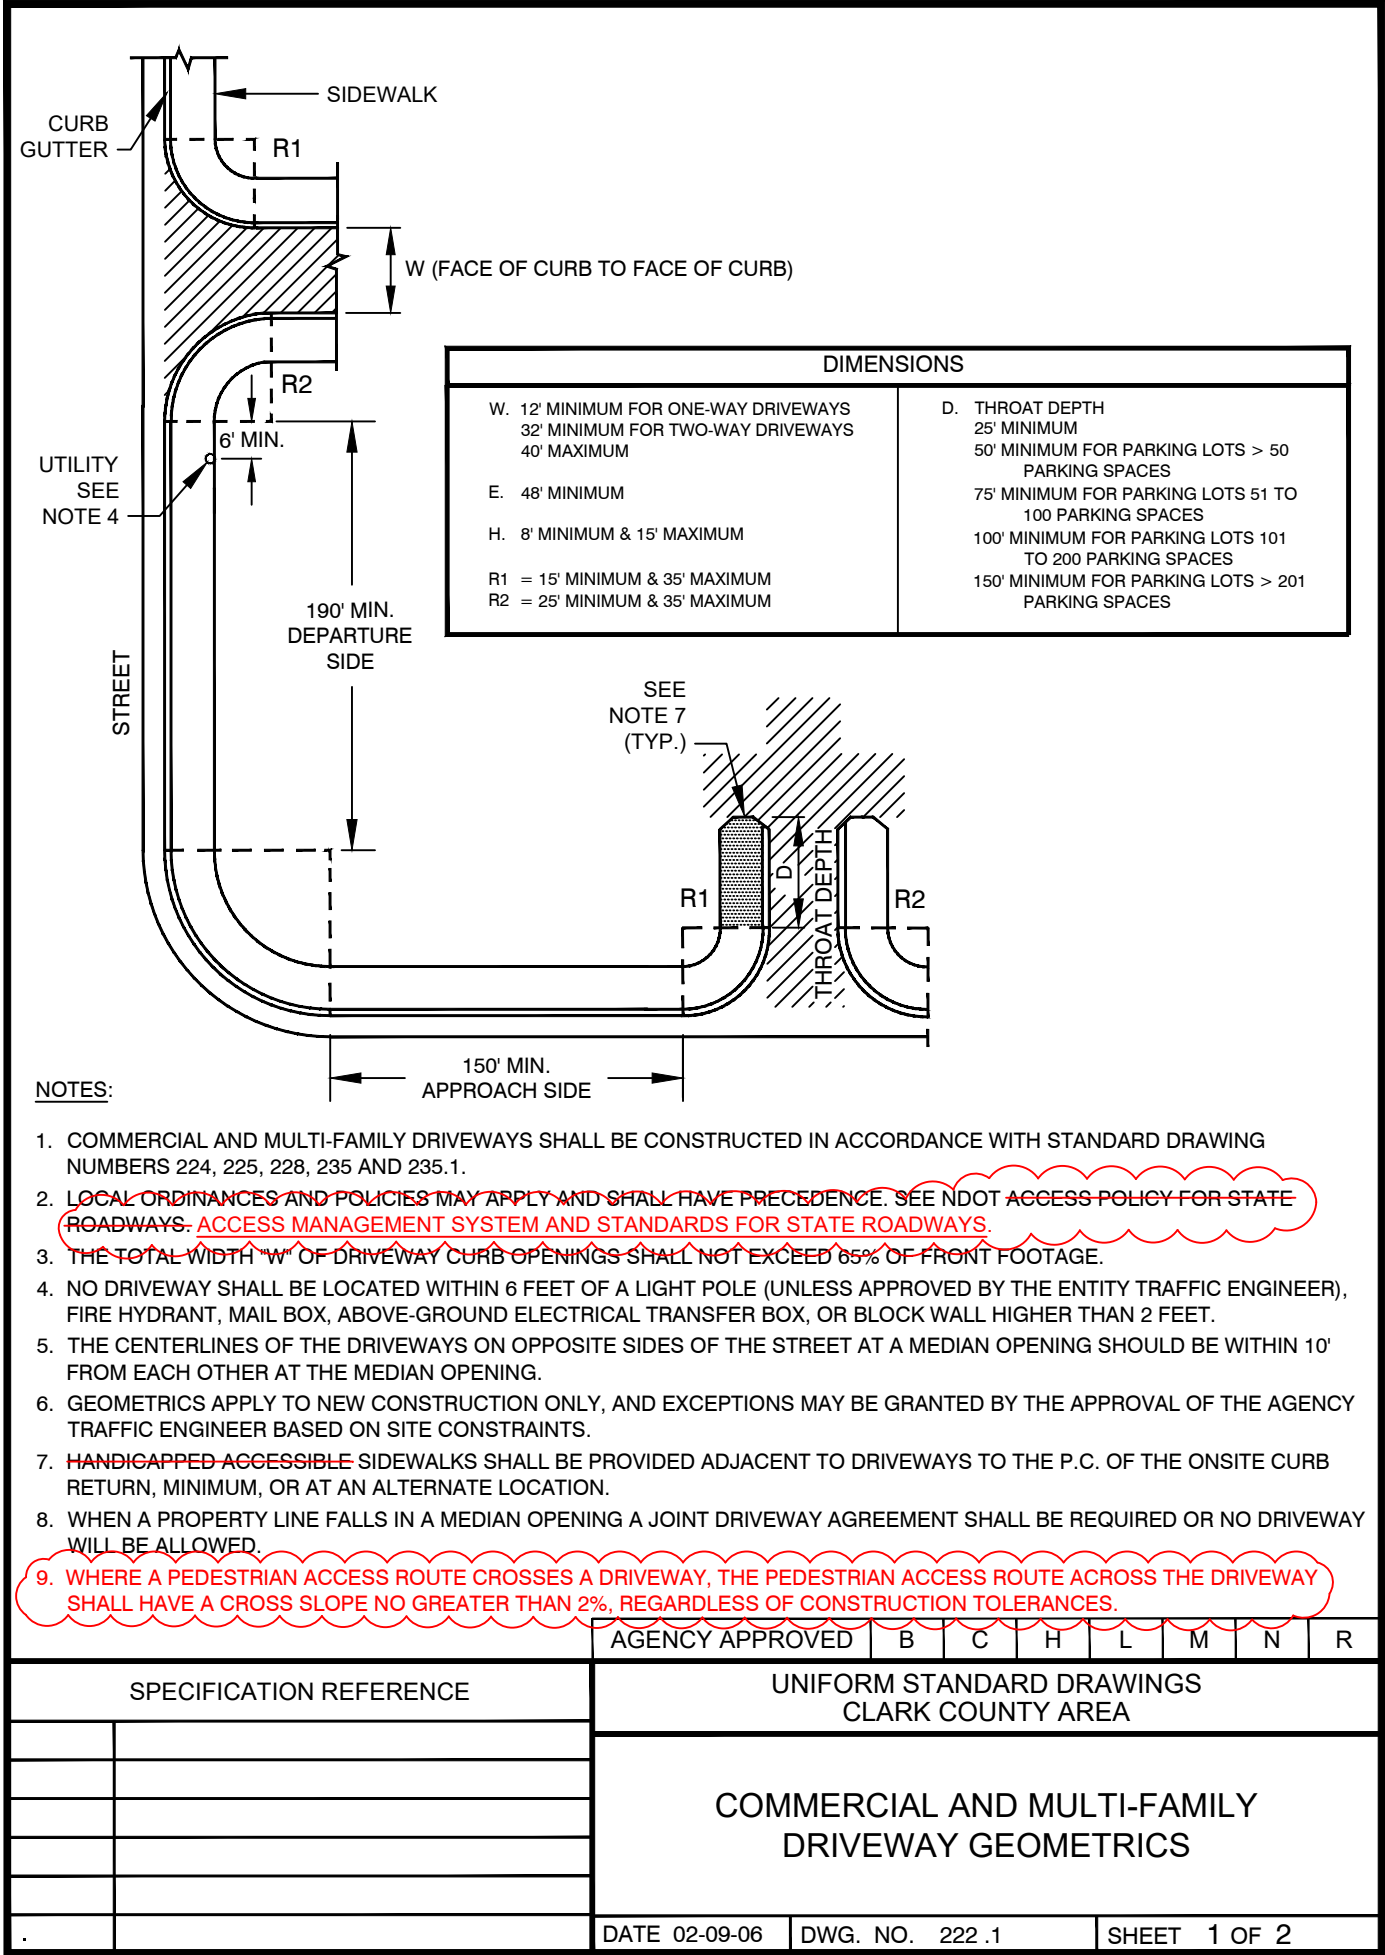 SIDEWALK
CURB
GUTTER
R1
W (FACE OF CURB TO FACE OF CURB)
R2
6' MIN.
UTILITY
SEE
NOTE 4
190' MIN.
DEPARTURE
SIDE
STREET
DIMENSIONS
W. 12' MINIMUM FOR ONE-WAY DRIVEWAYS
32' MINIMUM FOR TWO-WAY DRIVEWAYS
40' MAXIMUM
E. 48' MINIMUM
H. 8' MINIMUM & 15' MAXIMUM
R1 = 15' MINIMUM & 35' MAXIMUM
R2 = 25' MINIMUM & 35' MAXIMUM
D. THROAT DEPTH
25' MINIMUM
50' MINIMUM FOR PARKING LOTS > 50
PARKING SPACES
75' MINIMUM FOR PARKING LOTS 51 TO
100 PARKING SPACES
100' MINIMUM FOR PARKING LOTS 101
TO 200 PARKING SPACES
150' MINIMUM FOR PARKING LOTS > 201
PARKING SPACES
SEE
NOTE 7
(TYP.)
R1
D
THROAT DEPTH
R2
150' MIN.
APPROACH SIDE
NOTES:
1. COMMERCIAL AND MULTI-FAMILY DRIVEWAYS SHALL BE CONSTRUCTED IN ACCORDANCE WITH STANDARD DRAWING
NUMBERS 224, 225, 228, 235 AND 235.1.
2. LOCAL ORDINANCES AND POLICIES MAY APPLY AND SHALL HAVE PRECEDENCE. SEE NDOT ACCESS POLICY FOR STATE
ROADWAYS. ACCESS MANAGEMENT SYSTEM AND STANDARDS FOR STATE ROADWAYS.
3. THE TOTAL WIDTH "W" OF DRIVEWAY CURB OPENINGS SHALL NOT EXCEED 65% OF FRONT FOOTAGE.
4. NO DRIVEWAY SHALL BE LOCATED WITHIN 6 FEET OF A LIGHT POLE (UNLESS APPROVED BY THE ENTITY TRAFFIC ENGINEER),
FIRE HYDRANT, MAIL BOX, ABOVE-GROUND ELECTRICAL TRANSFER BOX, OR BLOCK WALL HIGHER THAN 2 FEET.
5. THE CENTERLINES OF THE DRIVEWAYS ON OPPOSITE SIDES OF THE STREET AT A MEDIAN OPENING SHOULD BE WITHIN 10'
FROM EACH OTHER AT THE MEDIAN OPENING.
6. GEOMETRICS APPLY TO NEW CONSTRUCTION ONLY, AND EXCEPTIONS MAY BE GRANTED BY THE APPROVAL OF THE AGENCY
TRAFFIC ENGINEER BASED ON SITE CONSTRAINTS.
7. HANDICAPPED ACCESSIBLE SIDEWALKS SHALL BE PROVIDED ADJACENT TO DRIVEWAYS TO THE P.C. OF THE ONSITE CURB
RETURN, MINIMUM, OR AT AN ALTERNATE LOCATION.
8. WHEN A PROPERTY LINE FALLS IN A MEDIAN OPENING A JOINT DRIVEWAY AGREEMENT SHALL BE REQUIRED OR NO DRIVEWAY
WILL BE ALLOWED.
9. WHERE A PEDESTRIAN ACCESS ROUTE CROSSES A DRIVEWAY, THE PEDESTRIAN ACCESS ROUTE ACROSS THE DRIVEWAY
SHALL HAVE A CROSS SLOPE NO GREATER THAN 2%, REGARDLESS OF CONSTRUCTION TOLERANCES.
AGENCY APPROVED B C H L M N R
SPECIFICATION REFERENCE
UNIFORM STANDARD DRAWINGS
CLARK COUNTY AREA
COMMERCIAL AND MULTI-FAMILY
DRIVEWAY GEOMETRICS
DATE 02-09-06 DWG. NO. 222 .1 SHEET 1 OF 2